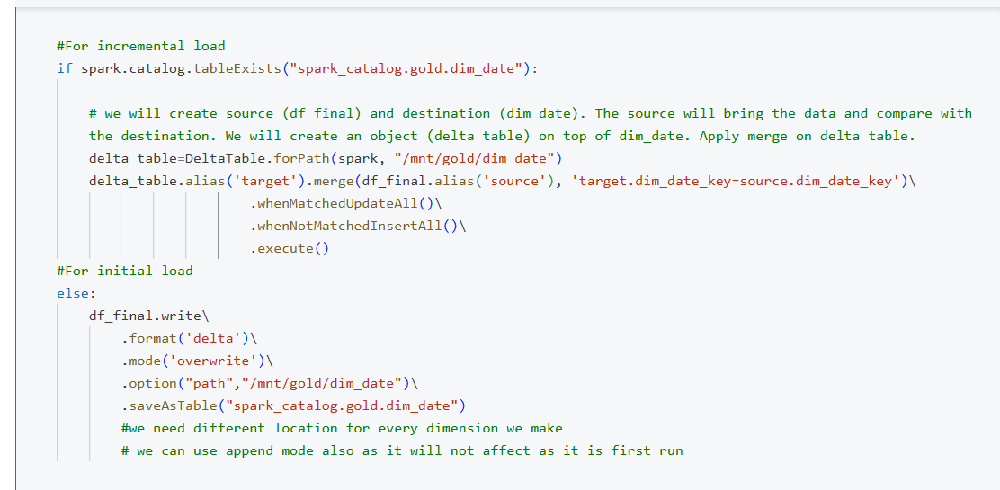 #For incremental load
if spark.catalog.tableExists("spark_catalog.gold.dim_date"):
# we will create source (df_final) and destination (dim_date). The source will bring the data and compare with
the destination. We will create an object (delta table) on top of dim_date. Apply merge on delta table.
delta_table=DeltaTable.forPath(spark, "/mnt/gold/dim_date")
delta_table.alias('target').merge(df_final.alias('source'), 'target.dim_date_key=source.dim_date_key')\
.whenMatchedUpdateAll()\
.whenNotMatchedInsertAll()\
.execute()
#For initial load
else:
df_final.write\
.format('delta')\
.mode('overwrite')\
.option("path","/mnt/gold/dim_date")\
.saveAsTable("spark_catalog.gold.dim_date")
#we need different location for every dimension we make
# we can use append mode also as it will not affect as it is first run